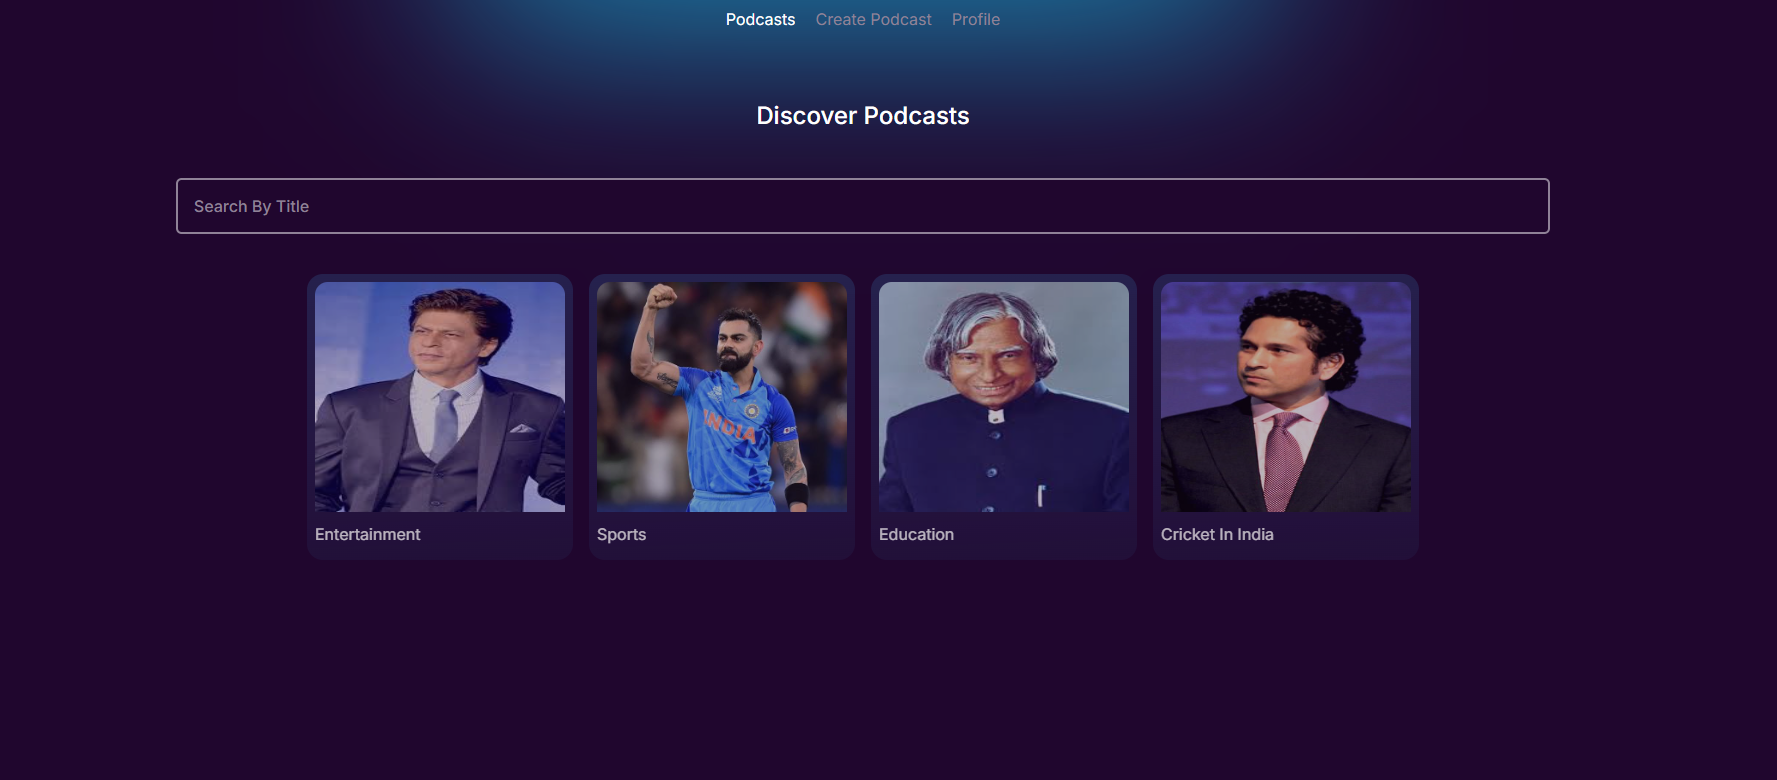 Podcasts Create Podcast Profile
Discover Podcasts
Search By Title
INDIA
Entertainment
Sports
Education
Cricket In India